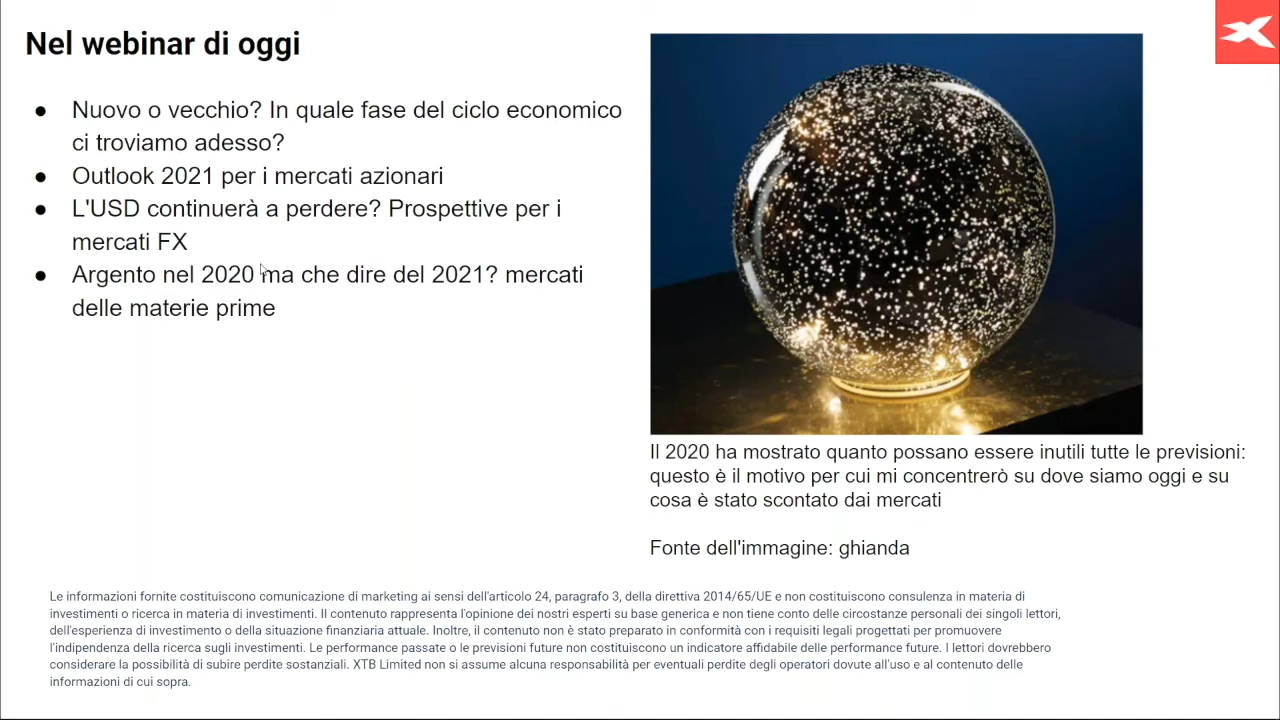 Nel webinar di oggi
● Nuovo o vecchio? In quale fase del ciclo economico
ci troviamo adesso?
● Outlook 2021 per i mercati azionari
● L'USD continuerà a perdere? Prospettive per i
mercati FX
● Argento nel 2020 ma che dire del 2021? mercati
delle materie prime
Il 2020 ha mostrato quanto possano essere inutili tutte le previsioni:
questo è il motivo per cui mi concentrerò su dove siamo oggi e su
cosa è stato scontato dai mercati
Fonte dell'immagine: ghianda
Le informazioni fornite costituiscono comunicazione di marketing ai sensi dell'articolo 24, paragrafo 3, della direttiva 2014/65/UE e non costituiscono consulenza in materia di
investimenti o ricerca in materia di investimenti. Il contenuto rappresenta l'opinione dei nostri esperti su base generica e non tiene conto delle circostanze personali dei singoli lettori,
dell'esperienza di investimento o della situazione finanziaria attuale. Inoltre, il contenuto non è stato preparato in conformità con i requisiti legali progettati per promuovere
l'indipendenza della ricerca sugli investimenti. Le performance passate o le previsioni future non costituiscono un indicatore affidabile delle performance future. I lettori dovrebbero
considerare la possibilità di subire perdite sostanziali. XTB Limited non si assume alcuna responsabilità per eventuali perdite degli operatori dovute all'uso e al contenuto delle
informazioni di cui sopra.